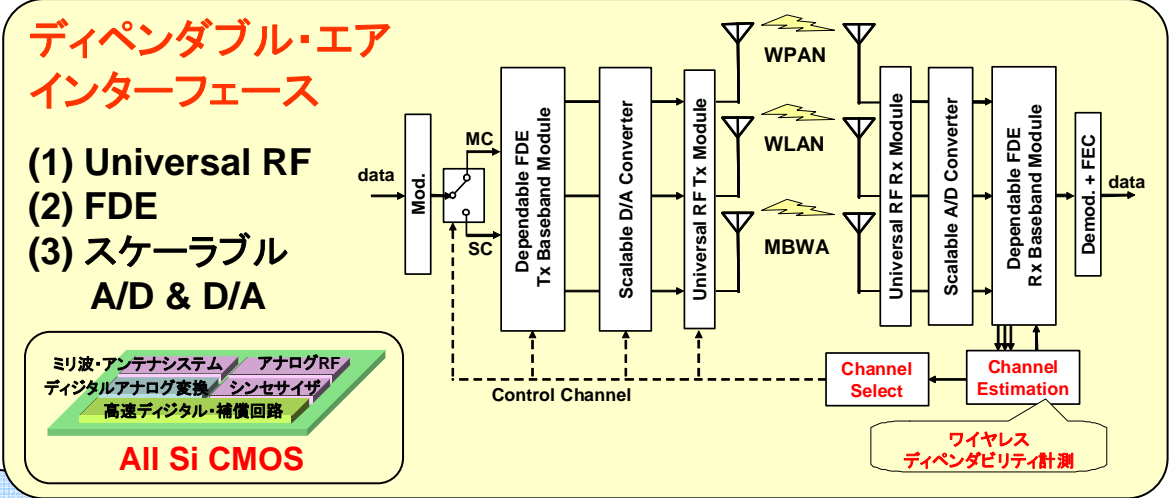 ディペンダブル・エア
インターフェース
(1) Universal RF
(2) FDE
(3) スケーラブル
A/D & D/A
ミリ波・アンテナシステム
アナログRF
ディジタルアナログ変換
シンセサイザ
高速ディジタル・補償回路
All Si CMOS
data
Mod.
MC
SC
Dependable FDE
Tx Baseband Module
Scalable D/A Converter
Universal RF Tx Module
WPAN
WLAN
MBWA
Universal RF Rx Module
Scalable A/D Converter
Dependable FDE
Rx Baseband Module
Demod. + FEC
data
Control Channel
Channel
Select
Channel
Estimation
ワイヤレス
ディペンダビリティ計測